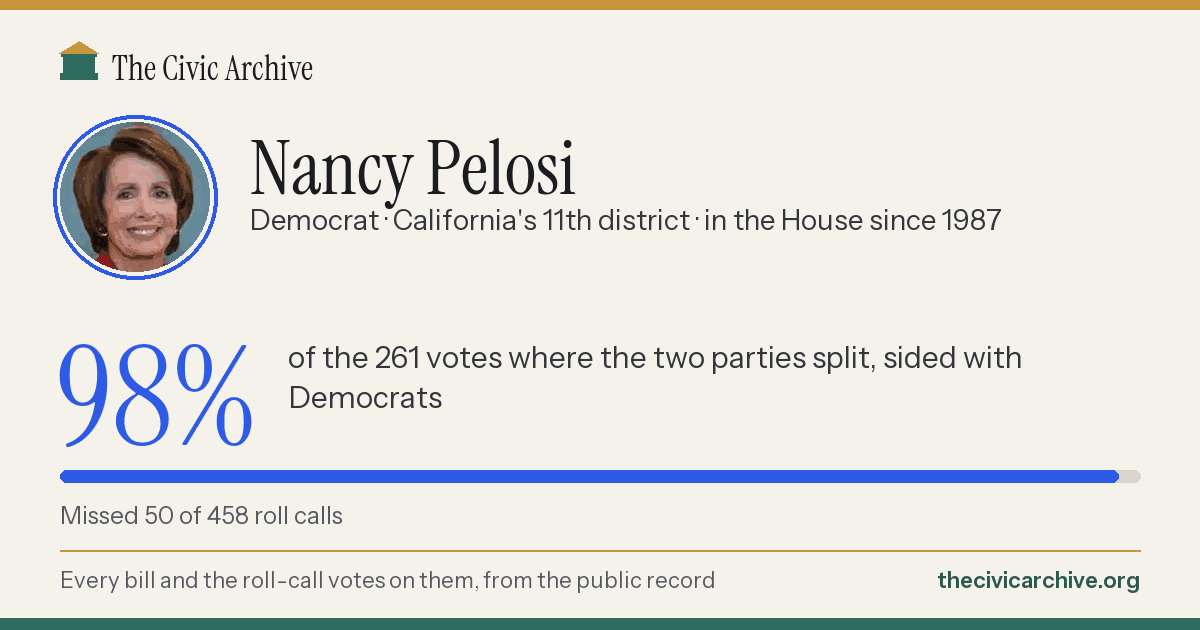 The Civic Archive
Nancy Pelosi
Democrat · California's 11th district · in the House since 1987
98%
of the 261 votes where the two parties split, sided with
Democrats
Missed 50 of 458 roll calls
Every bill and the roll-call votes on them, from the public record
thecivicarchive.org